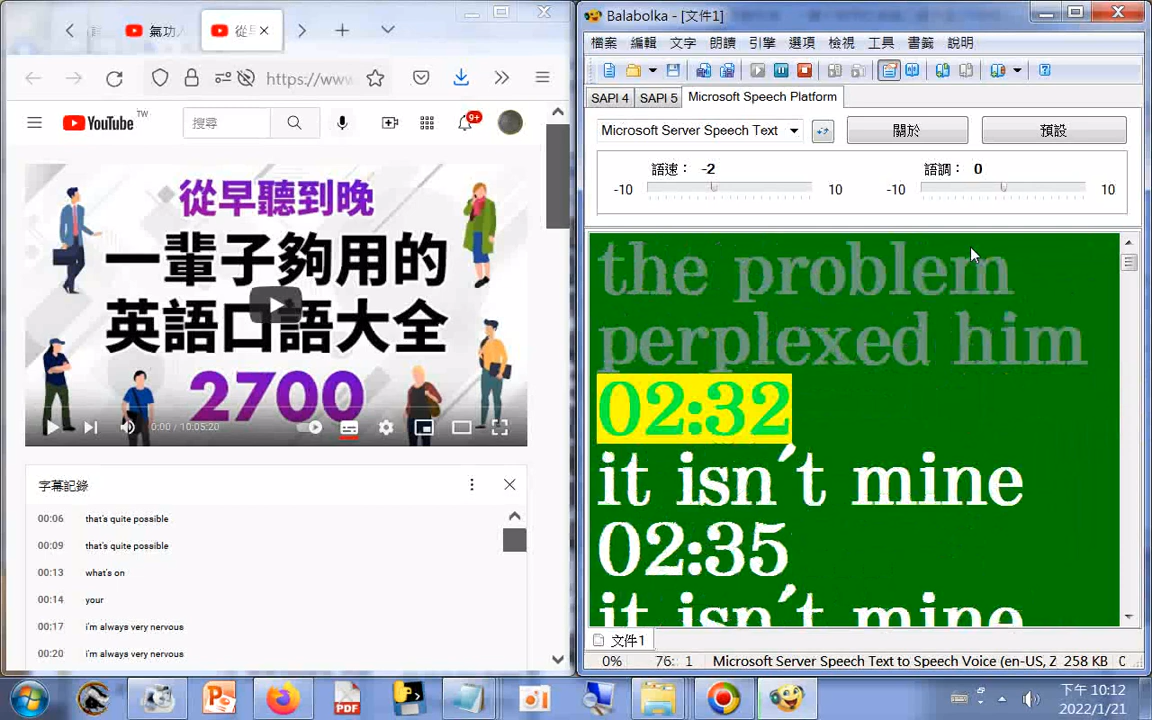 氣功人
從
https://www
YouTube TW
搜尋
9+
從早聽到晚
一輩子夠用的
英語口語大全
2700
0:00 / 10:05:20
字幕記錄
00:06 that's quite possible
00:09 that's quite possible
00:13 what's on
00:14 your
00:17 i'm always very nervous
00:20 i'm always very nervous
Balabolka - [文件1]
檔案 編輯 文字 朗讀 引擎 選項 檢視 工具 書籤 說明
SAPI 4 SAPI 5 Microsoft Speech Platform
Microsoft Server Speech Text 關於 預設
語速： -2 語調： 0
-10 10 -10 10
the problem
perplexed him
02:32
it isn't mine
02:35
it isn't mine
文件1
0% 76: 1 Microsoft Server Speech Text to Speech Voice (en-US, Z 258 KB
PDF
下午 10:12
2022/1/21